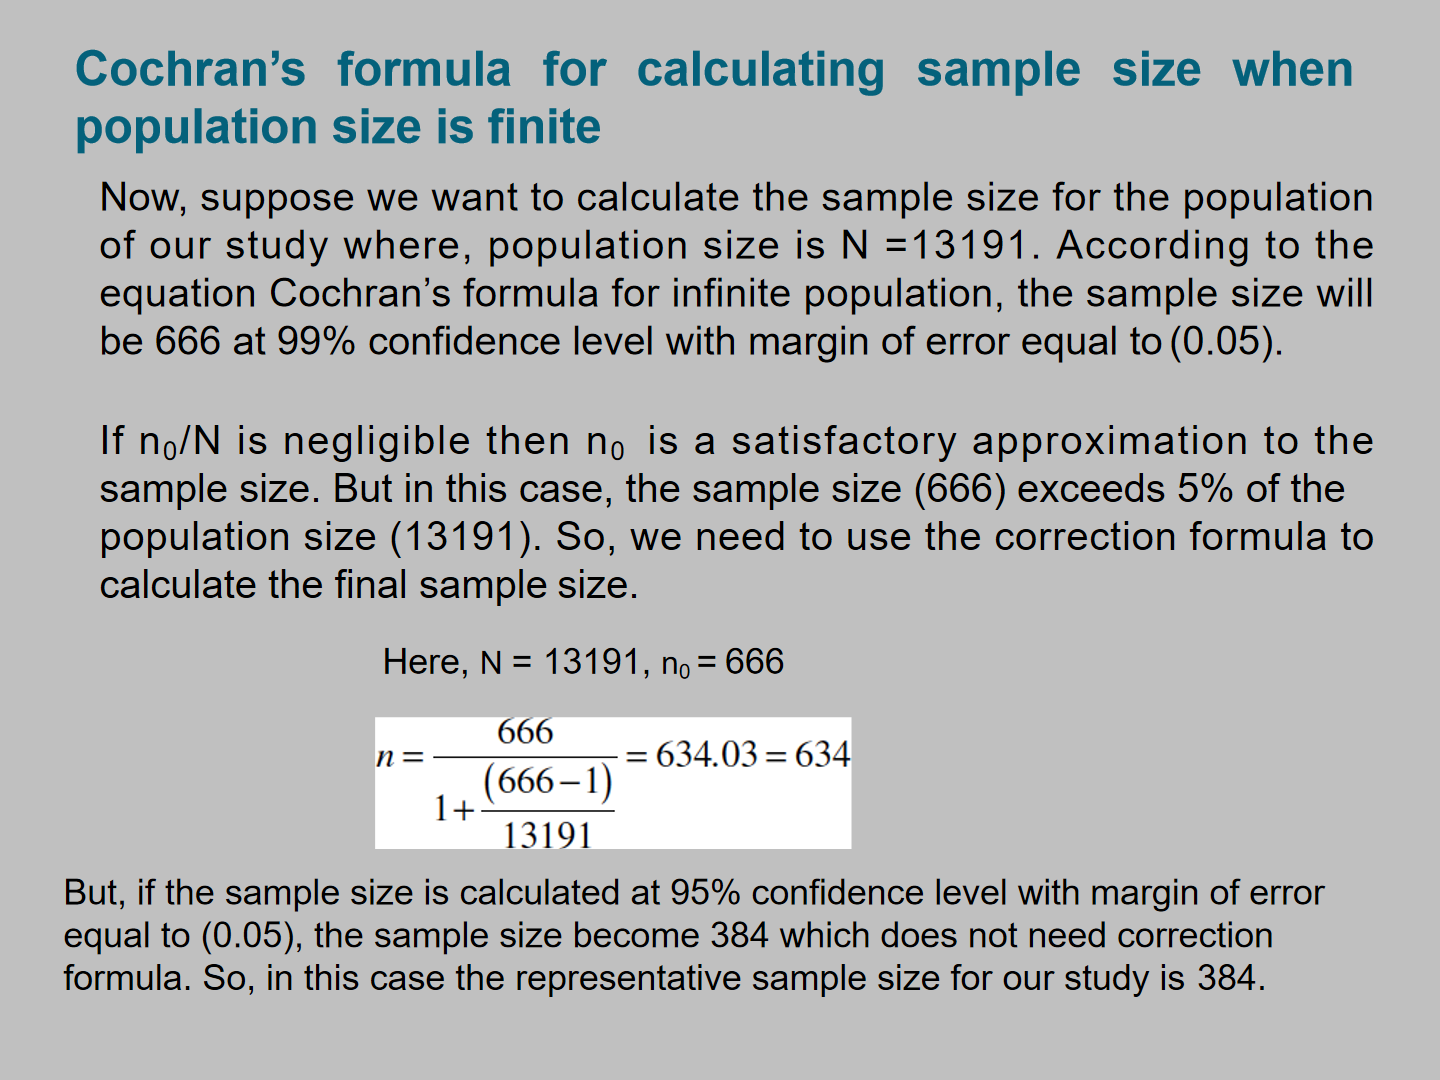 Cochran’s formula for calculating sample size when
population size is finite
Now, suppose we want to calculate the sample size for the population
of our study where, population size is N =13191. According to the
equation Cochran’s formula for infinite population, the sample size will
be 666 at 99% confidence level with margin of error equal to (0.05).
If n₀/N is negligible then n₀ is a satisfactory approximation to the
sample size. But in this case, the sample size (666) exceeds 5% of the
population size (13191). So, we need to use the correction formula to
calculate the final sample size.
Here, N = 13191, n₀ = 666
n = 666 / (1 + (666 − 1) / 13191) = 634.03 = 634
But, if the sample size is calculated at 95% confidence level with margin of error
equal to (0.05), the sample size become 384 which does not need correction
formula. So, in this case the representative sample size for our study is 384.